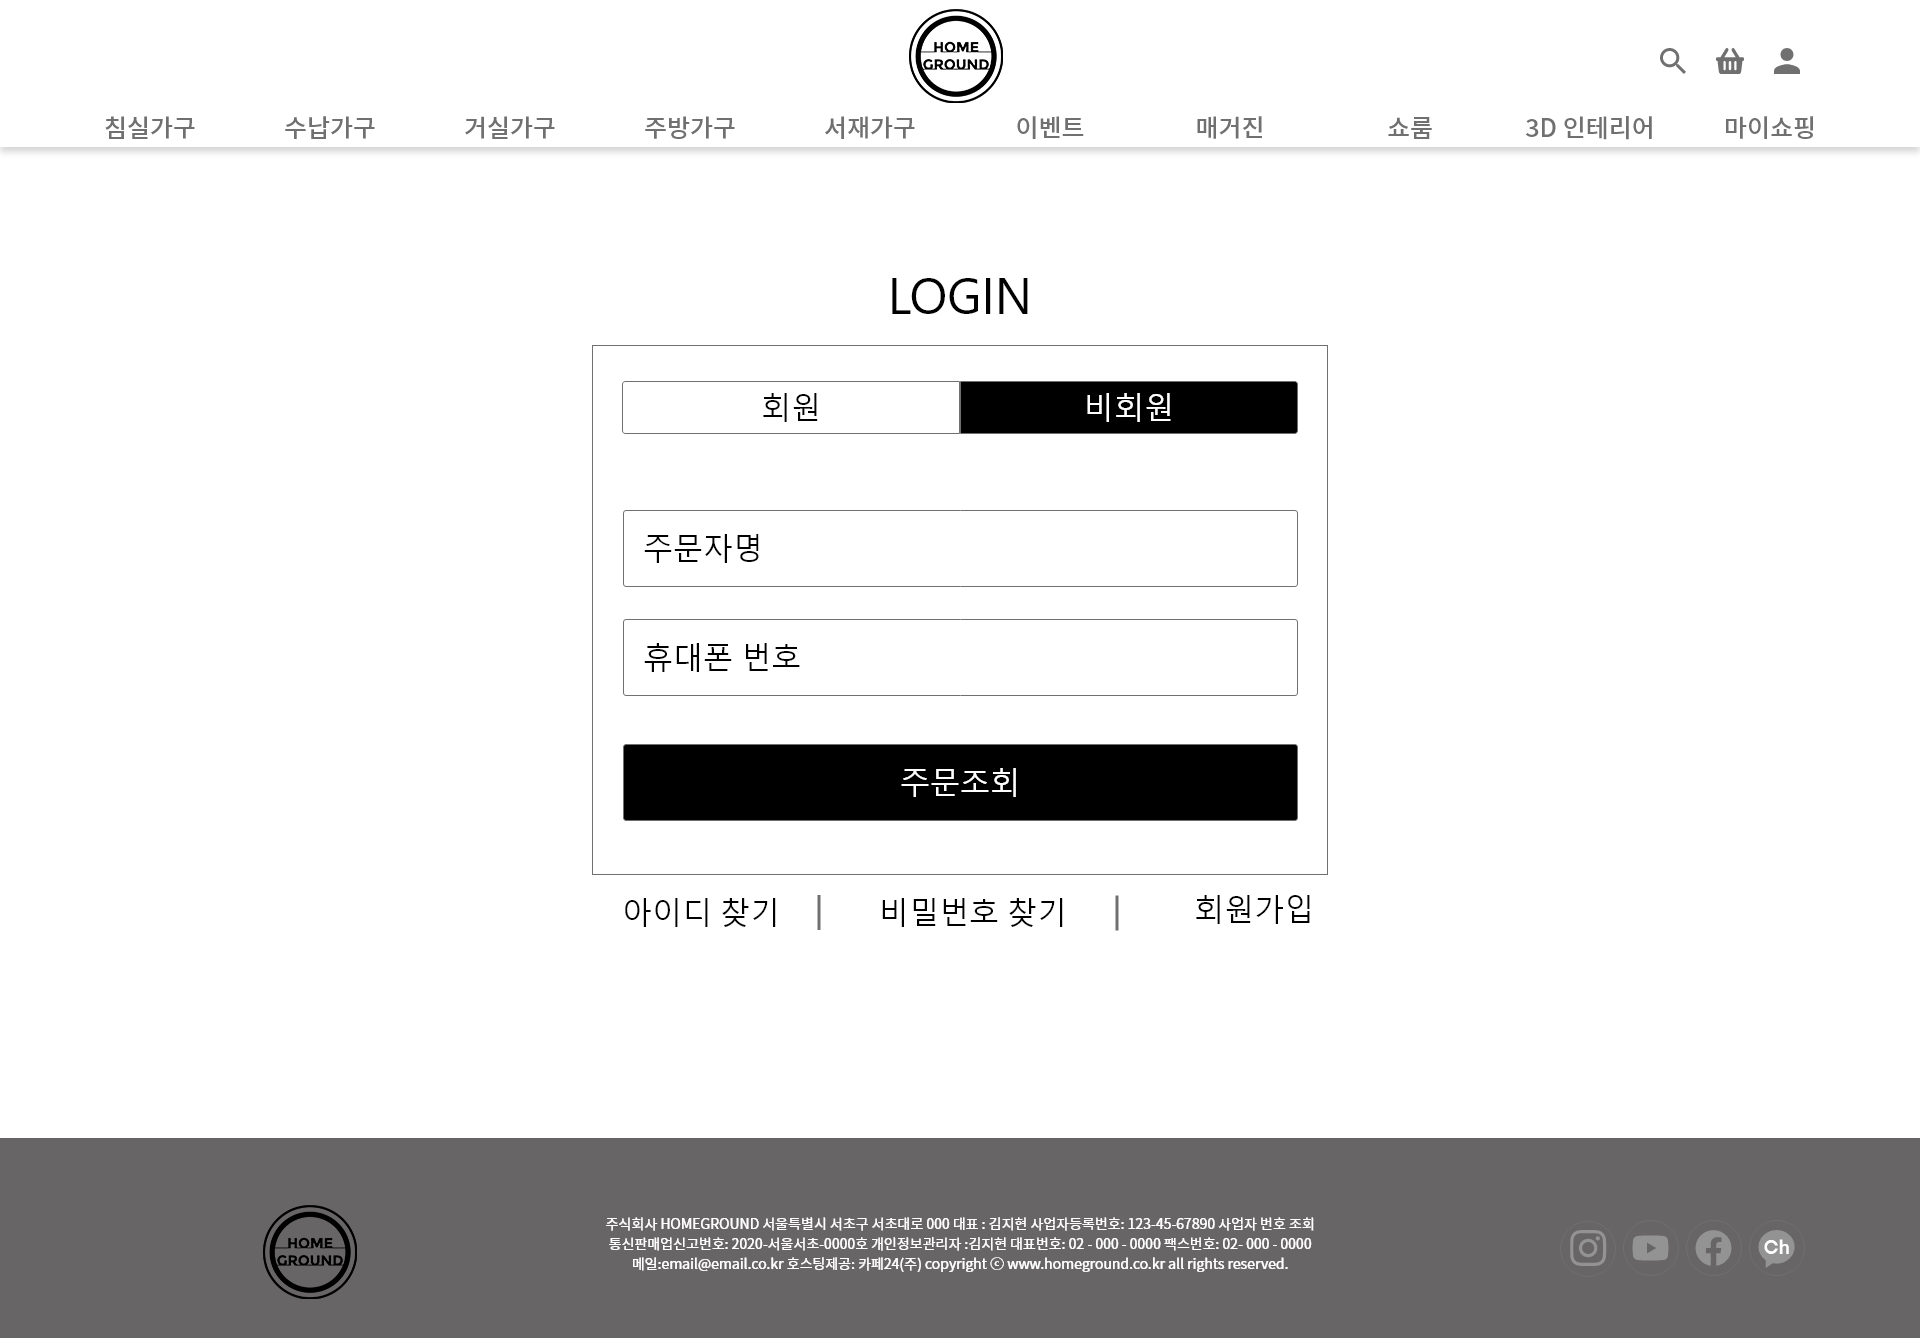 HOME
GROUND
침실가구 수납가구 거실가구 주방가구 서재가구 이벤트 매거진 쇼룸 3D 인테리어 마이쇼핑
LOGIN
회원 비회원
주문자명
휴대폰 번호
주문조회
아이디 찾기 | 비밀번호 찾기 | 회원가입
HOME
GROUND
주식회사 HOMEGROUND 서울특별시 서초구 서초대로 000 대표 : 김지현 사업자등록번호: 123-45-67890 사업자 번호 조회
통신판매업신고번호: 2020-서울서초-0000호 개인정보관리자 :김지현 대표번호: 02 - 000 - 0000 팩스번호: 02- 000 - 0000
메일:email@email.co.kr 호스팅제공: 카페24(주) copyright ⓒ www.homeground.co.kr all rights reserved.
Ch